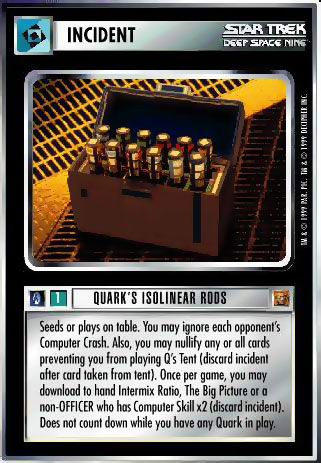 INCIDENT
STAR TREK
DEEP SPACE NINE
TM & © 1999 PAR. PIC. TM & © 1999 DECIPHER INC.
1
QUARK'S ISOLINEAR RODS
Seeds or plays on table. You may ignore each opponent's
Computer Crash. Also, you may nullify any or all cards
preventing you from playing Q's Tent (discard incident
after card taken from tent). Once per game, you may
download to hand Intermix Ratio, The Big Picture or a
non-OFFICER who has Computer Skill x2 (discard incident).
Does not count down while you have any Quark in play.